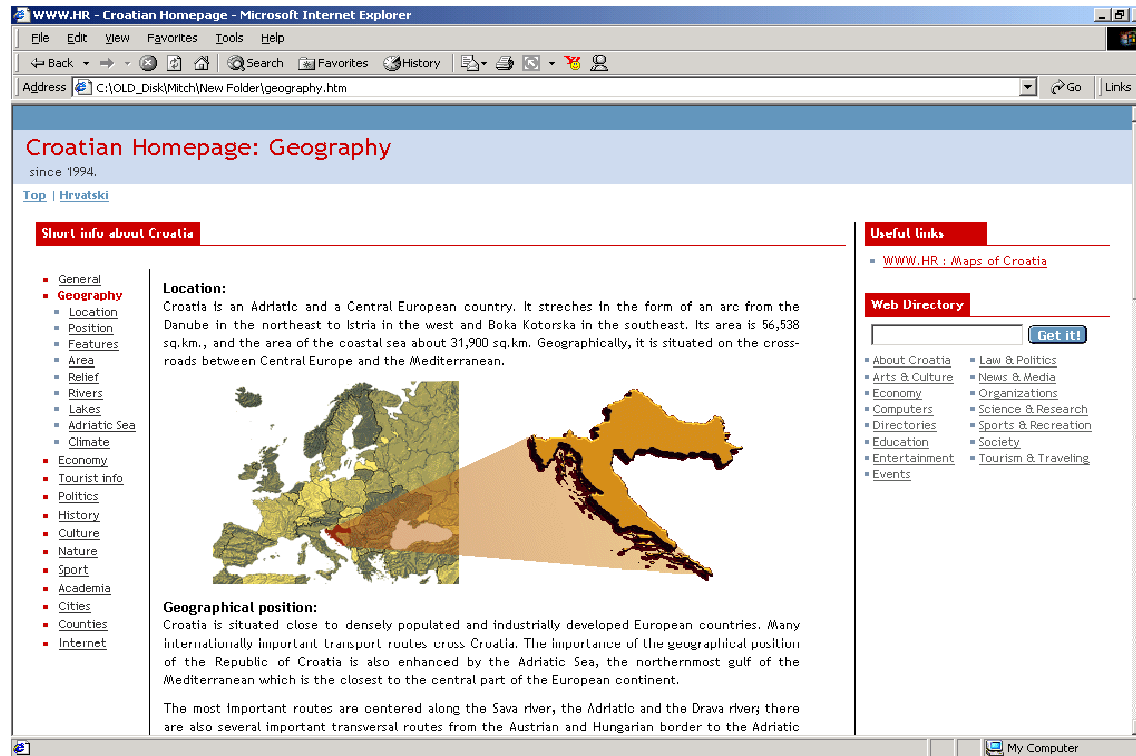 WWW.HR - Croatian Homepage - Microsoft Internet Explorer
File Edit View Favorites Tools Help
Back Search Favorites History
Address C:\OLD_Disk\Mitch\New Folder\geography.htm Go Links
Croatian Homepage: Geography
since 1994.
Top | Hrvatski
Short info about Croatia
General
Geography
Location
Position
Features
Area
Relief
Rivers
Lakes
Adriatic Sea
Climate
Economy
Tourist info
Politics
History
Culture
Nature
Sport
Academia
Cities
Counties
Internet
Location:
Croatia is an Adriatic and a Central European country. It streches in the form of an arc from the
Danube in the northeast to Istria in the west and Boka Kotorska in the southeast. Its area is 56,538
sq.km., and the area of the coastal sea about 31,900 sq.km. Geographically, it is situated on the cross-
roads between Central Europe and the Mediterranean.
Geographical position:
Croatia is situated close to densely populated and industrially developed European countries. Many
internationally important transport routes cross Croatia. The importance of the geographical position
of the Republic of Croatia is also enhanced by the Adriatic Sea, the northernmost gulf of the
Mediterranean which is the closest to the central part of the European continent.
The most important routes are centered along the Sava river, the Adriatic and the Drava river; there
are also several important transversal routes from the Austrian and Hungarian border to the Adriatic
Useful links
WWW.HR : Maps of Croatia
Web Directory
Get it!
About Croatia
Arts & Culture
Economy
Computers
Directories
Education
Entertainment
Events
Law & Politics
News & Media
Organizations
Science & Research
Sports & Recreation
Society
Tourism & Traveling
My Computer